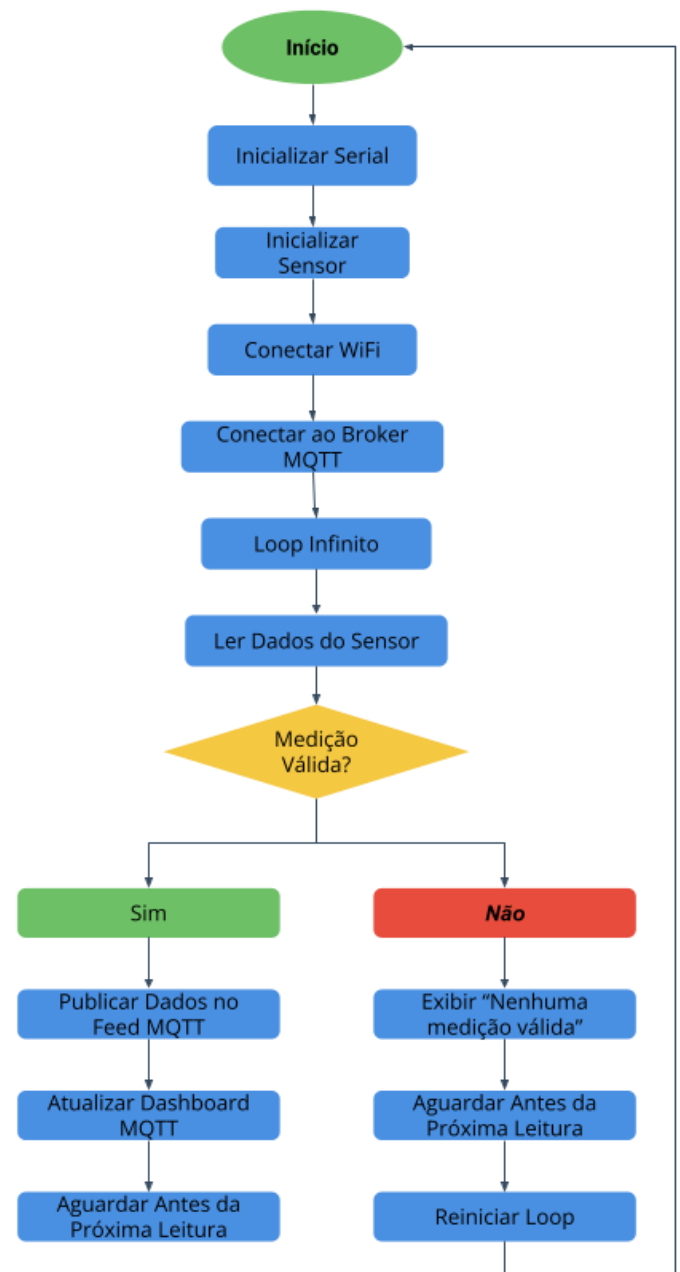 Início
Inicializar Serial
Inicializar
Sensor
Conectar WiFi
Conectar ao Broker
MQTT
Loop Infinito
Ler Dados do Sensor
Medição
Válida?
Sim
Publicar Dados no
Feed MQTT
Atualizar Dashboard
MQTT
Aguardar Antes da
Próxima Leitura
Não
Exibir “Nenhuma
medição válida”
Aguardar Antes da
Próxima Leitura
Reiniciar Loop